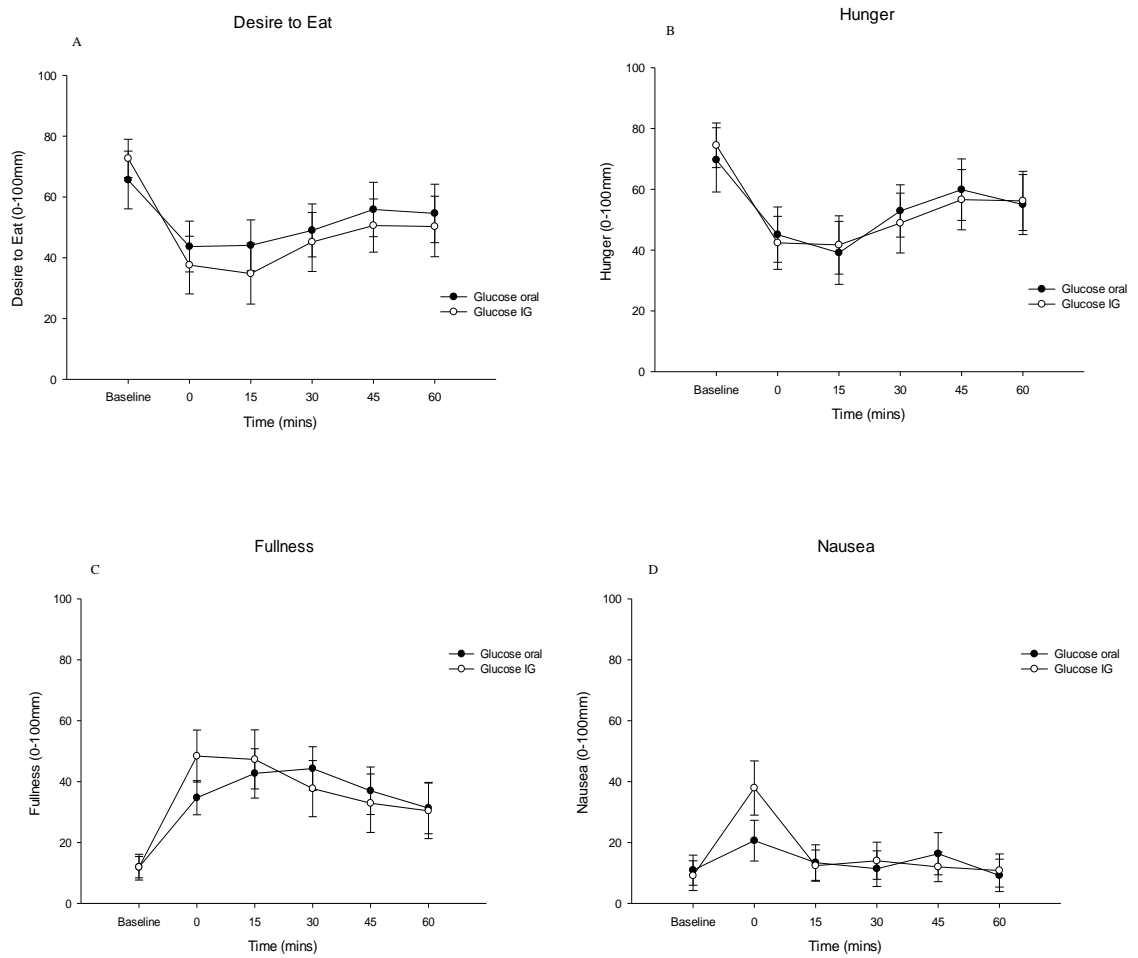 Desire to Eat
A
100
80
60
40
20
0
Desire to Eat (0-100mm)
Glucose oral
Glucose IG
Baseline 0 15 30 45 60
Time (mins)
Hunger
B
100
80
60
40
20
0
Hunger (0-100mm)
Glucose oral
Glucose IG
Baseline 0 15 30 45 60
Time (mins)
Fullness
C
100
80
60
40
20
0
Fullness (0-100mm)
Glucose oral
Glucose IG
Baseline 0 15 30 45 60
Time (mins)
Nausea
D
100
80
60
40
20
0
Nausea (0-100mm)
Glucose oral
Glucose IG
Baseline 0 15 30 45 60
Time (mins)